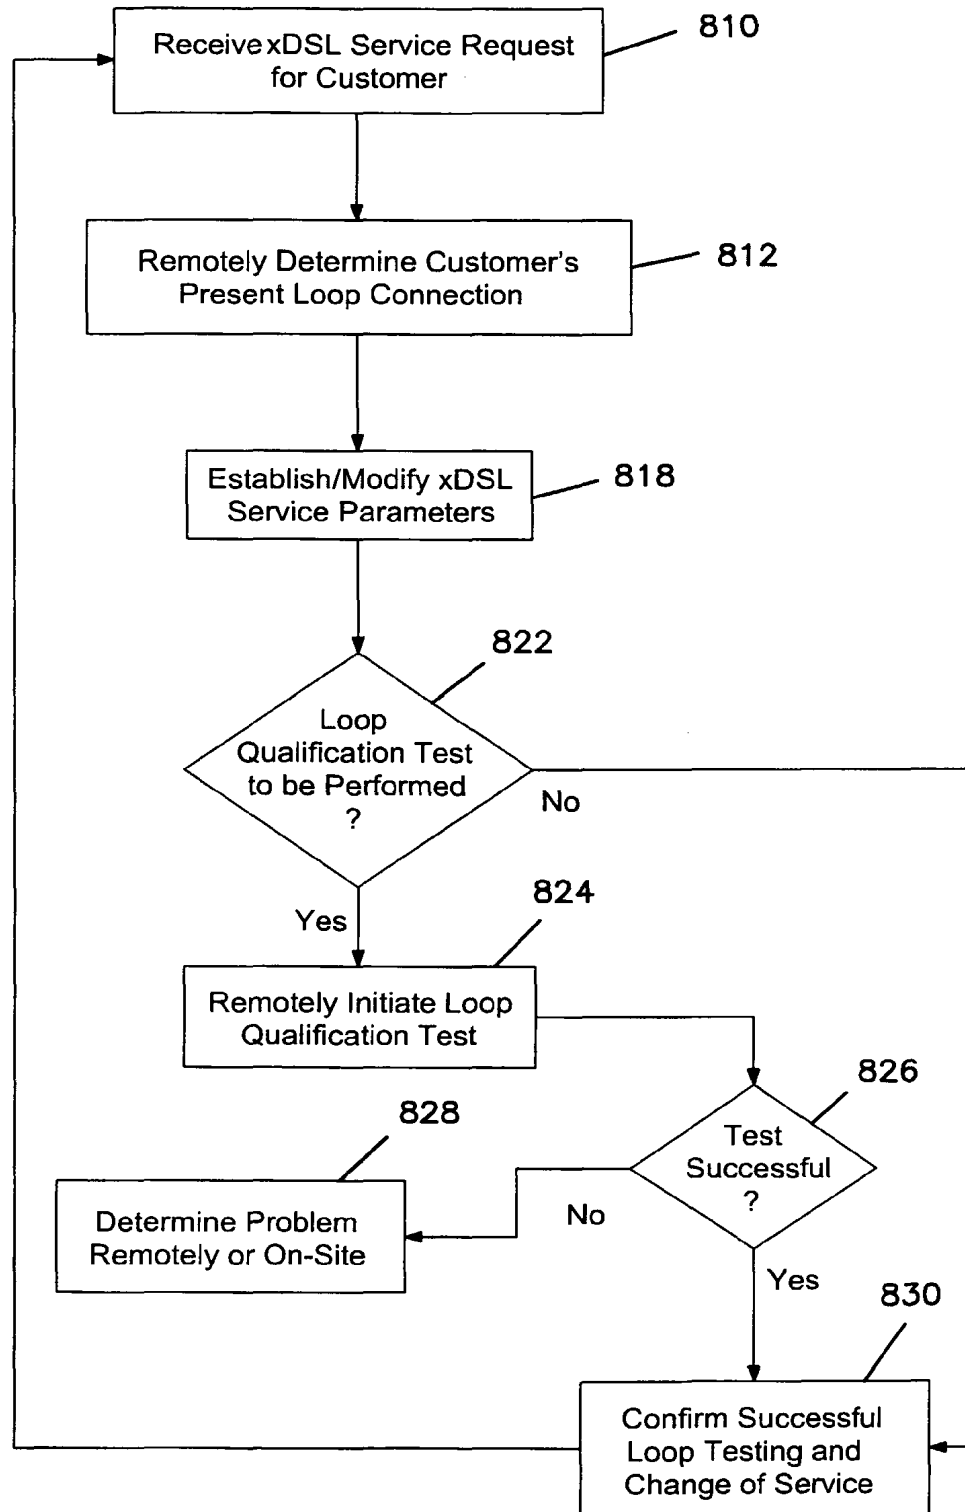 Receive xDSL Service Request
for Customer
810
Remotely Determine Customer's
Present Loop Connection
812
Establish/Modify xDSL
Service Parameters
818
822
Loop
Qualification Test
to be Performed
?
No
Yes
824
Remotely Initiate Loop
Qualification Test
826
Test
Successful
?
828
No
Determine Problem
Remotely or On-Site
Yes
830
Confirm Successful
Loop Testing and
Change of Service